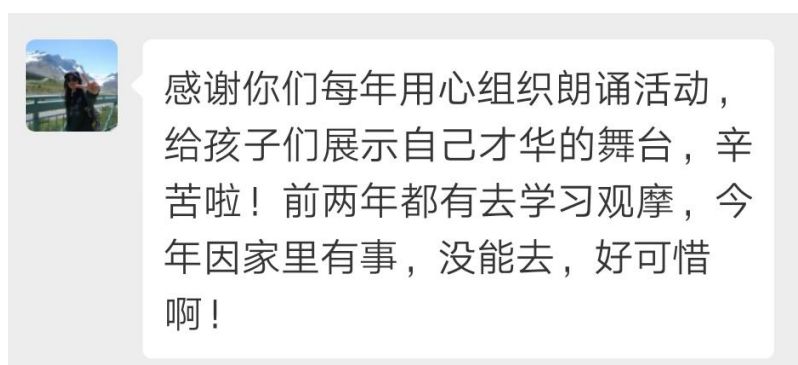 感谢你们每年用心组织朗诵活动，
给孩子们展示自己才华的舞台，辛
苦啦！前两年都有去学习观摩，今
年因家里有事，没能去，好可惜
啊！